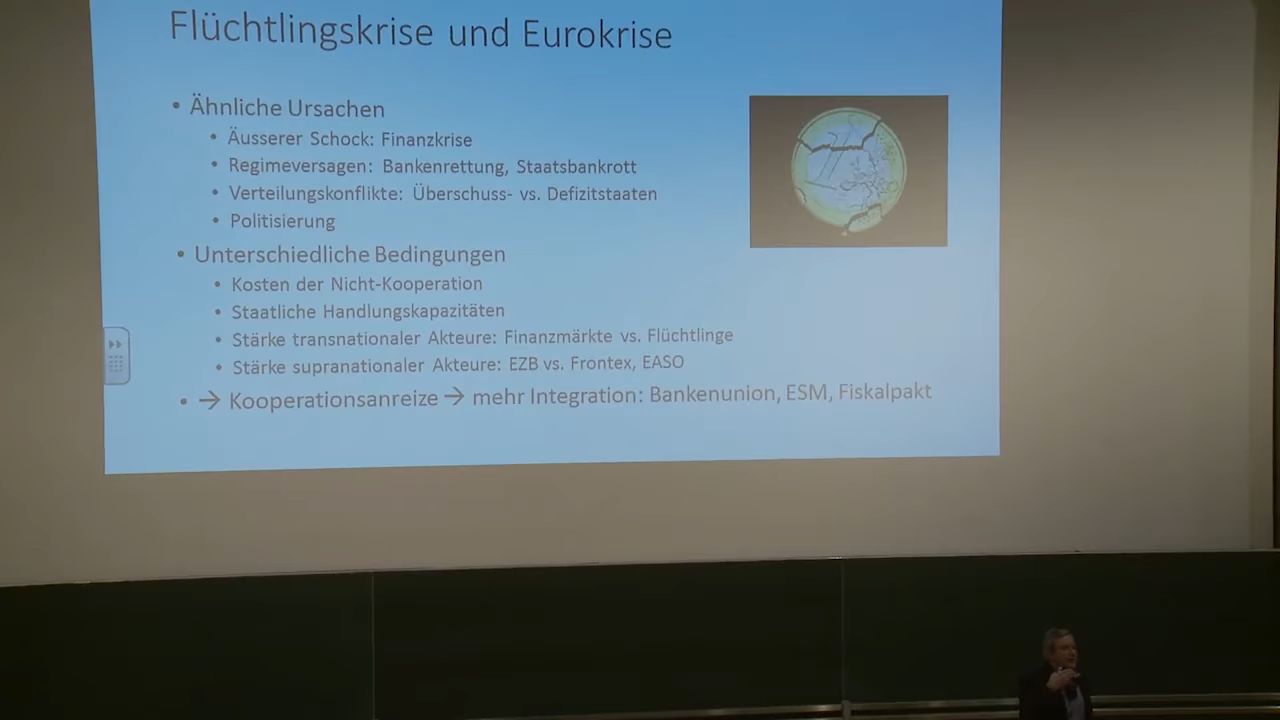 Flüchtlingskrise und Eurokrise
• Ähnliche Ursachen
• Äusserer Schock: Finanzkrise
• Regimeversagen: Bankenrettung, Staatsbankrott
• Verteilungskonflikte: Überschuss- vs. Defizitstaaten
• Politisierung
• Unterschiedliche Bedingungen
• Kosten der Nicht-Kooperation
• Staatliche Handlungskapazitäten
• Stärke transnationaler Akteure: Finanzmärkte vs. Flüchtlinge
• Stärke supranationaler Akteure: EZB vs. Frontex, EASO
• → Kooperationsanreize → mehr Integration: Bankenunion, ESM, Fiskalpakt